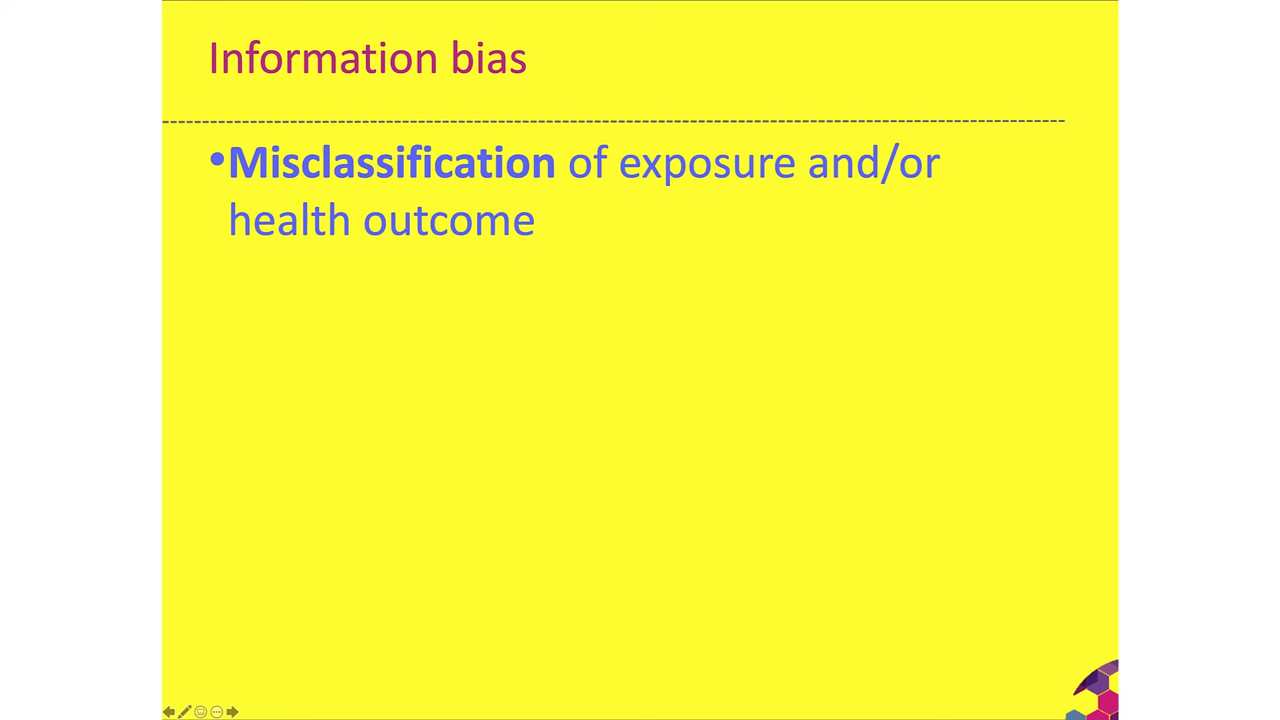 Information bias
•Misclassification of exposure and/or
health outcome